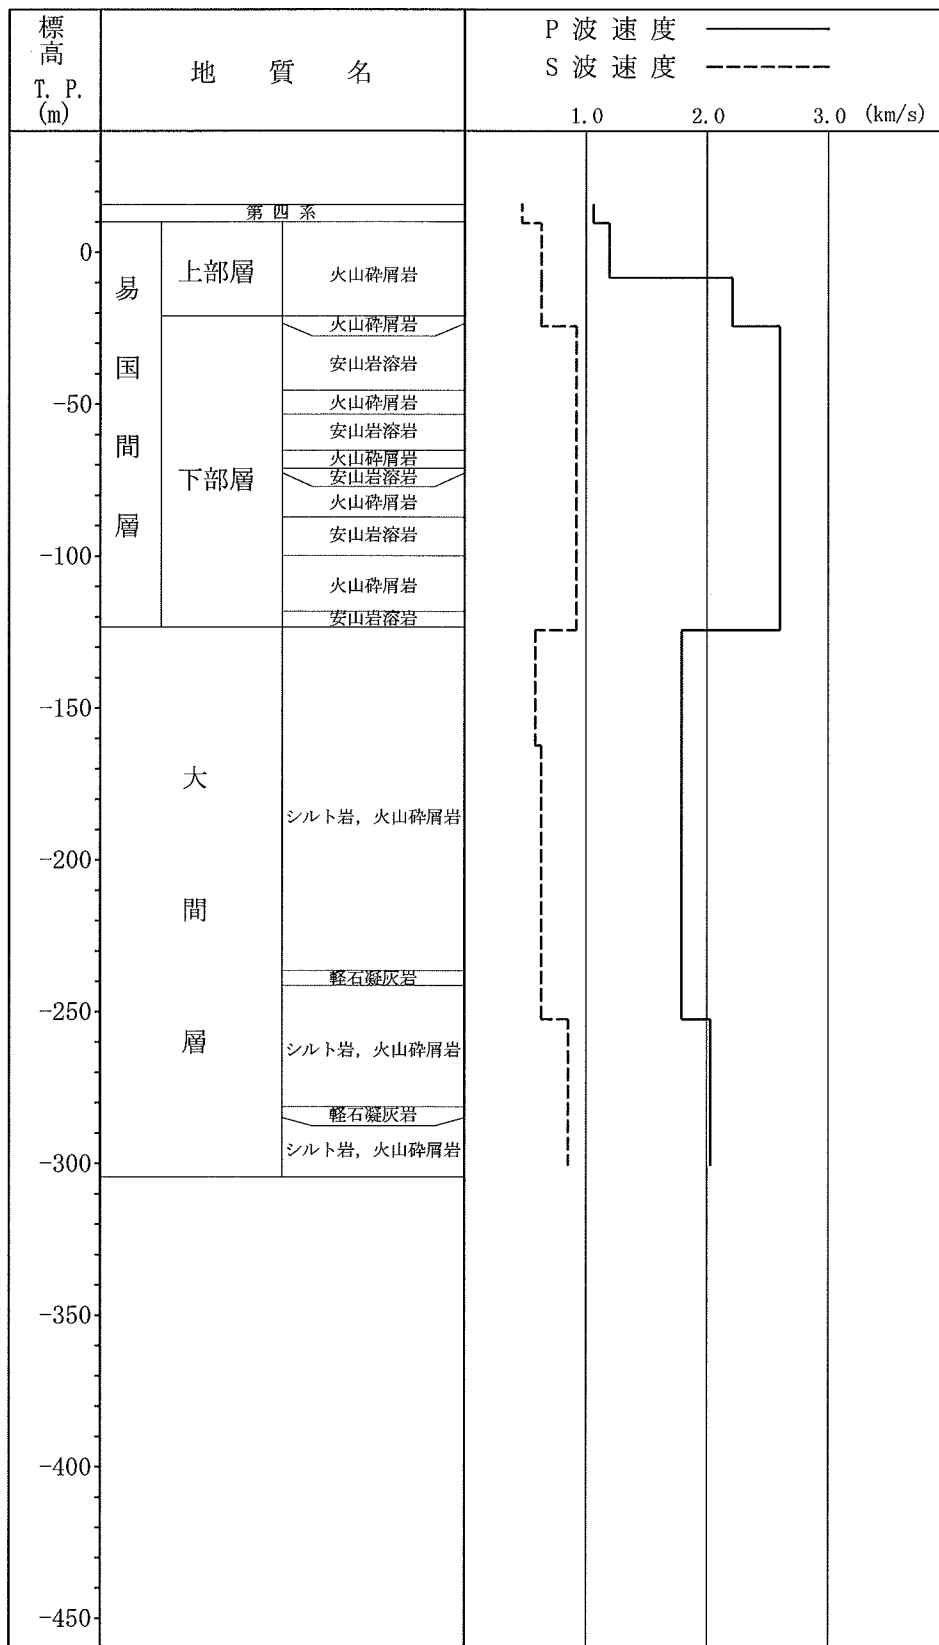 標高
T. P.
(m)
地質名
P波速度
S波速度
1.0 2.0 3.0 (km/s)
第四系
0
-50
-100
-150
-200
-250
-300
-350
-400
-450
易国間層
上部層
火山砕屑岩
下部層
火山砕屑岩
安山岩溶岩
火山砕屑岩
安山岩溶岩
火山砕屑岩
安山岩溶岩
火山砕屑岩
安山岩溶岩
火山砕屑岩
安山岩溶岩
大間層
シルト岩，火山砕屑岩
軽石凝灰岩
シルト岩，火山砕屑岩
軽石凝灰岩
シルト岩，火山砕屑岩